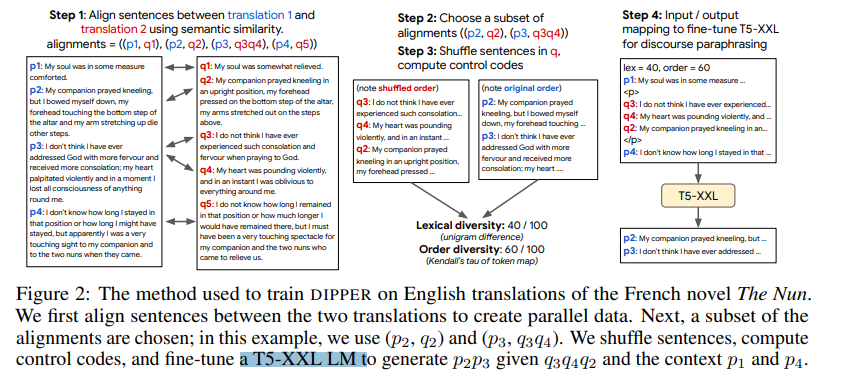 Step 1: Align sentences between translation 1 and
translation 2 using semantic similarity.
alignments = ((p1, q1), (p2, q2), (p3, q3q4), (p4, q5))
p1: My soul was in some measure
comforted.
p2: My companion prayed kneeling,
but I bowed myself down, my
forehead touching the bottom step of
the altar and my arm stretching up die
other steps.
p3: I don't think I have ever
addressed God with more fervour and
received more consolation; my heart
palpitated violently and in a moment I
lost all consciousness of anything
round me.
p4: I don't know how long I stayed in
that position or how long I might have
stayed, but apparently I was a very
touching sight to my companion and
to the two nuns when they came.
q1: My soul was somewhat relieved.
q2: My companion prayed kneeling in
an upright position, my forehead
pressed on the bottom step of the altar,
my arms stretched out on the steps
above.
q3: I do not think I have ever
experienced such consolation and
fervour when praying to God.
q4: My heart was pounding violently,
and in an instant I was oblivious to
everything around me.
q5: I do not know how long I remained
in that position or how much longer I
would have remained there, but I must
have been a very touching spectacle for
my companion and the two nuns who
came to relieve us.
Step 2: Choose a subset of
alignments ((p2, q2), (p3, q3q4))
Step 3: Shuffle sentences in q,
compute control codes
(note shuffled order)
q3: I do not think I have ever
experienced such consolation...
q4: My heart was pounding
violently, and in an instant ...
q2: My companion prayed
kneeling in an upright position,
my forehead pressed ...
(note original order)
p2: My companion prayed
kneeling, but I bowed myself
down, my forehead touching ...
p3: I don't think I have ever
addressed God with more
fervour and received more
consolation; my heart ....
Lexical diversity: 40 / 100
(unigram difference)
Order diversity: 60 / 100
(Kendall's tau of token map)
Step 4: Input / output
mapping to fine-tune T5-XXL
for discourse paraphrasing
lex = 40, order = 60
p1: My soul was in some measure ...
<p>
q3: I do not think I have ever experienced...
q4: My heart was pounding violently, and ...
q2: My companion prayed kneeling in an...
</p>
p4: I don't know how long I stayed in that ...
T5-XXL
p2: My companion prayed kneeling, but ...
p3: I don't think I have ever addressed ...
Figure 2: The method used to train DIPPER on English translations of the French novel The Nun.
We first align sentences between the two translations to create parallel data. Next, a subset of the
alignments are chosen; in this example, we use (p2, q2) and (p3, q3q4). We shuffle sentences, compute
control codes, and fine-tune a T5-XXL LM to generate p2p3 given q3q4q2 and the context p1 and p4.